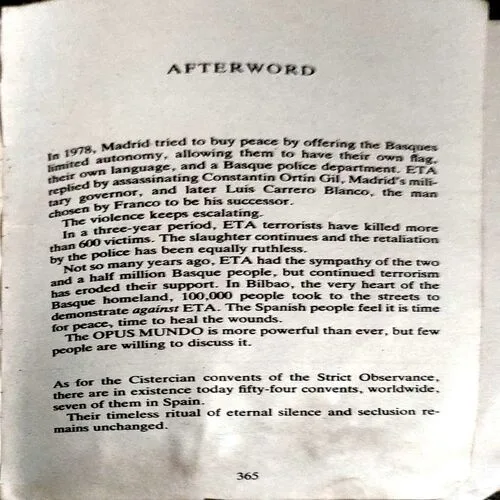 AFTERWORD
In 1978, Madrid tried to buy peace by offering the Basques
limited autonomy, allowing them to have their own flag,
their own language, and a Basque police department. ETA
replied by assassinating Constantin Ortín Gil, Madrid's mili-
tary governor, and later Luis Carrero Blanco, the man
chosen by Franco to be his successor.
The violence keeps escalating.
In a three-year period, ETA terrorists have killed more
than 600 victims. The slaughter continues and the retaliation
by the police has been equally ruthless.
Not so many years ago, ETA had the sympathy of the two
and a half million Basque people, but continued terrorism
has eroded their support. In Bilbao, the very heart of the
Basque homeland, 100,000 people took to the streets to
demonstrate against ETA. The Spanish people feel it is time
for peace, time to heal the wounds.
The OPUS MUNDO is more powerful than ever, but few
people are willing to discuss it.
As for the Cistercian convents of the Strict Observance,
there are in existence today fifty-four convents, worldwide,
seven of them in Spain.
Their timeless ritual of eternal silence and seclusion re-
mains unchanged.
365